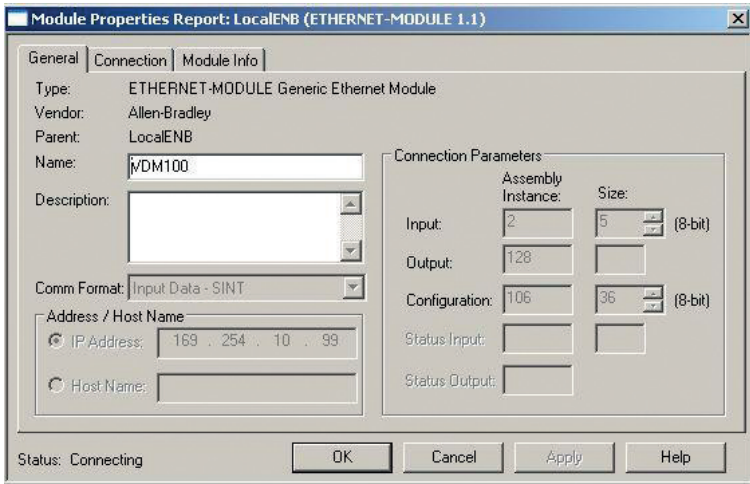 Module Properties Report: LocalENB (ETHERNET-MODULE 1.1)
General Connection Module Info
Type: ETHERNET-MODULE Generic Ethernet Module
Vendor: Allen-Bradley
Parent: LocalENB
Name: VDM100
Description:
Comm Format: Input Data - SINT
Address / Host Name
IP Address: 169 . 254 . 10 . 99
Host Name:
Connection Parameters
Assembly Instance: Size:
Input: 2 5 (8-bit)
Output: 128
Configuration: 106 36 (8-bit)
Status Input:
Status Output:
Status: Connecting
OK Cancel Apply Help